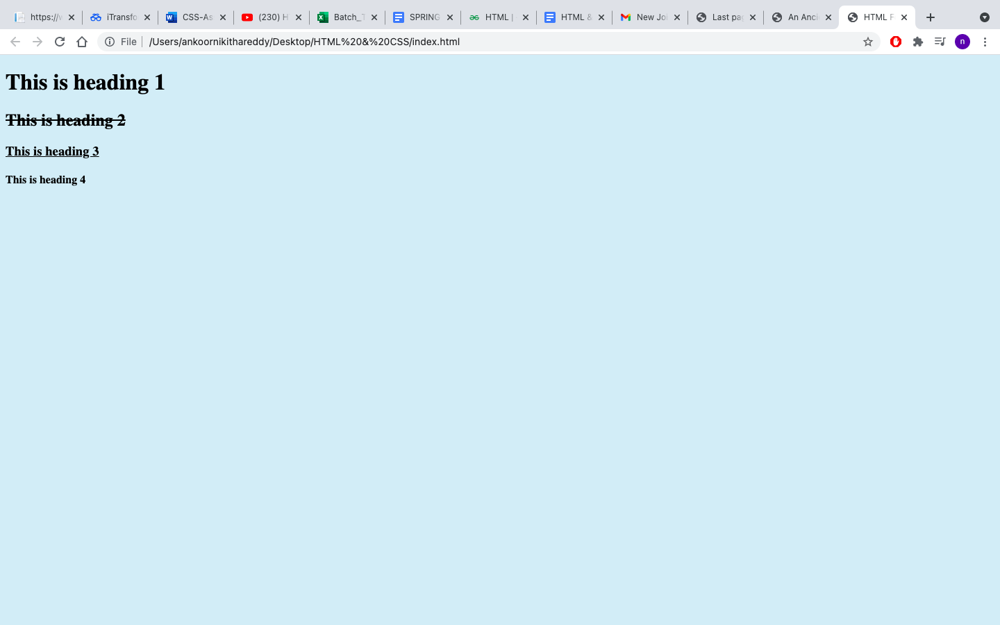 https://w
iTransfo
CSS-As
(230) H
Batch_T
SPRING
HTML |
HTML &
New Joi
Last pag
An Anci
HTML F
File
/Users/ankoornikithareddy/Desktop/HTML%20&%20CSS/index.html
n
This is heading 1
This is heading 2
This is heading 3
This is heading 4